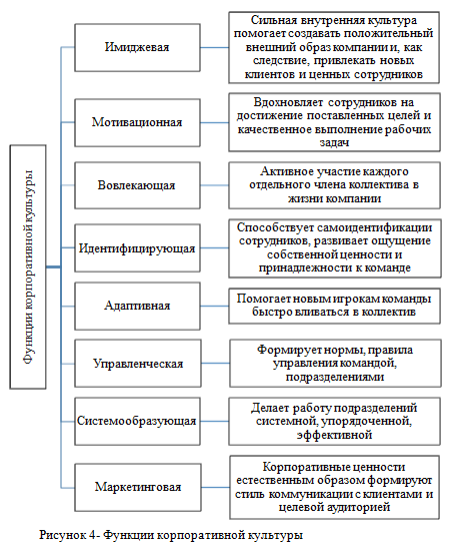 Функции корпоративной культуры
Имиджевая
Сильная внутренняя культура
помогает создавать положительный
внешний образ компании и, как
следствие, привлекать новых
клиентов и ценных сотрудников
Мотивационная
Вдохновляет сотрудников на
достижение поставленных целей и
качественное выполнение рабочих
задач
Вовлекающая
Активное участие каждого
отдельного члена коллектива в
жизни компании
Идентифицирующая
Способствует самоидентификации
сотрудников, развивает ощущение
собственной ценности и
принадлежности к команде
Адаптивная
Помогает новым игрокам команды
быстро вливаться в коллектив
Управленческая
Формирует нормы, правила
управления командой,
подразделениями
Системообразующая
Делает работу подразделений
системной, упорядоченной,
эффективной
Маркетинговая
Корпоративные ценности
естественным образом формируют
стиль коммуникации с клиентами и
целевой аудиторией
Рисунок 4- Функции корпоративной культуры